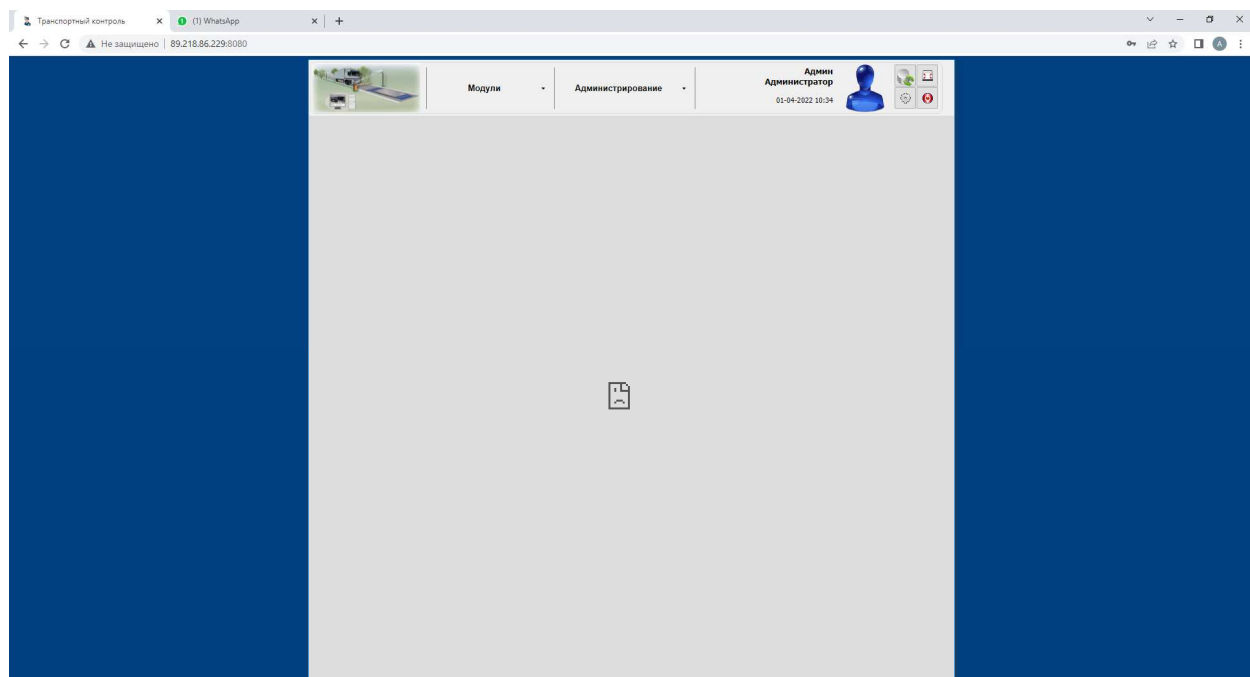 Транспортный контроль
(1) WhatsApp
Не защищено
89.218.86.229:8080
A
Модули
Администрирование
Админ
Администратор
01-04-2022 10:34